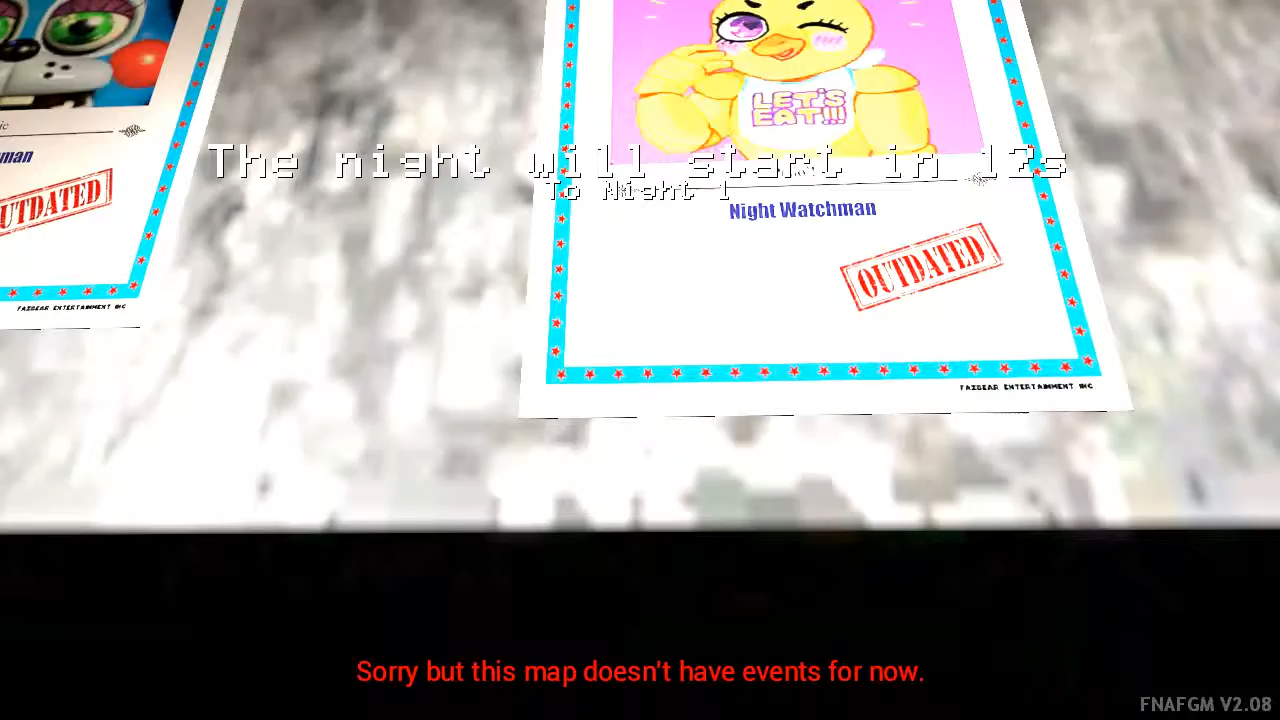 LET'S
EAT!!!
The night will start in 12s
To Night 1
Night Watchman
OUTDATED
FAZBEAR ENTERTAINMENT INC
FAZBEAR ENTERTAINMENT INC
Sorry but this map doesn't have events for now.
FNAFGM V2.08